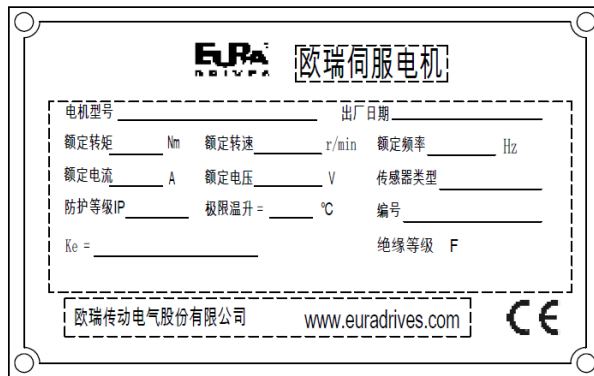 EURA DRIVES 欧瑞伺服电机
电机型号 出厂日期
额定转矩 Nm 额定转速 r/min 额定频率 Hz
额定电流 A 额定电压 V 传感器类型
防护等级IP 极限温升= ℃ 编号
Ke = 绝缘等级 F
欧瑞传动电气股份有限公司 www.euradrives.com CE